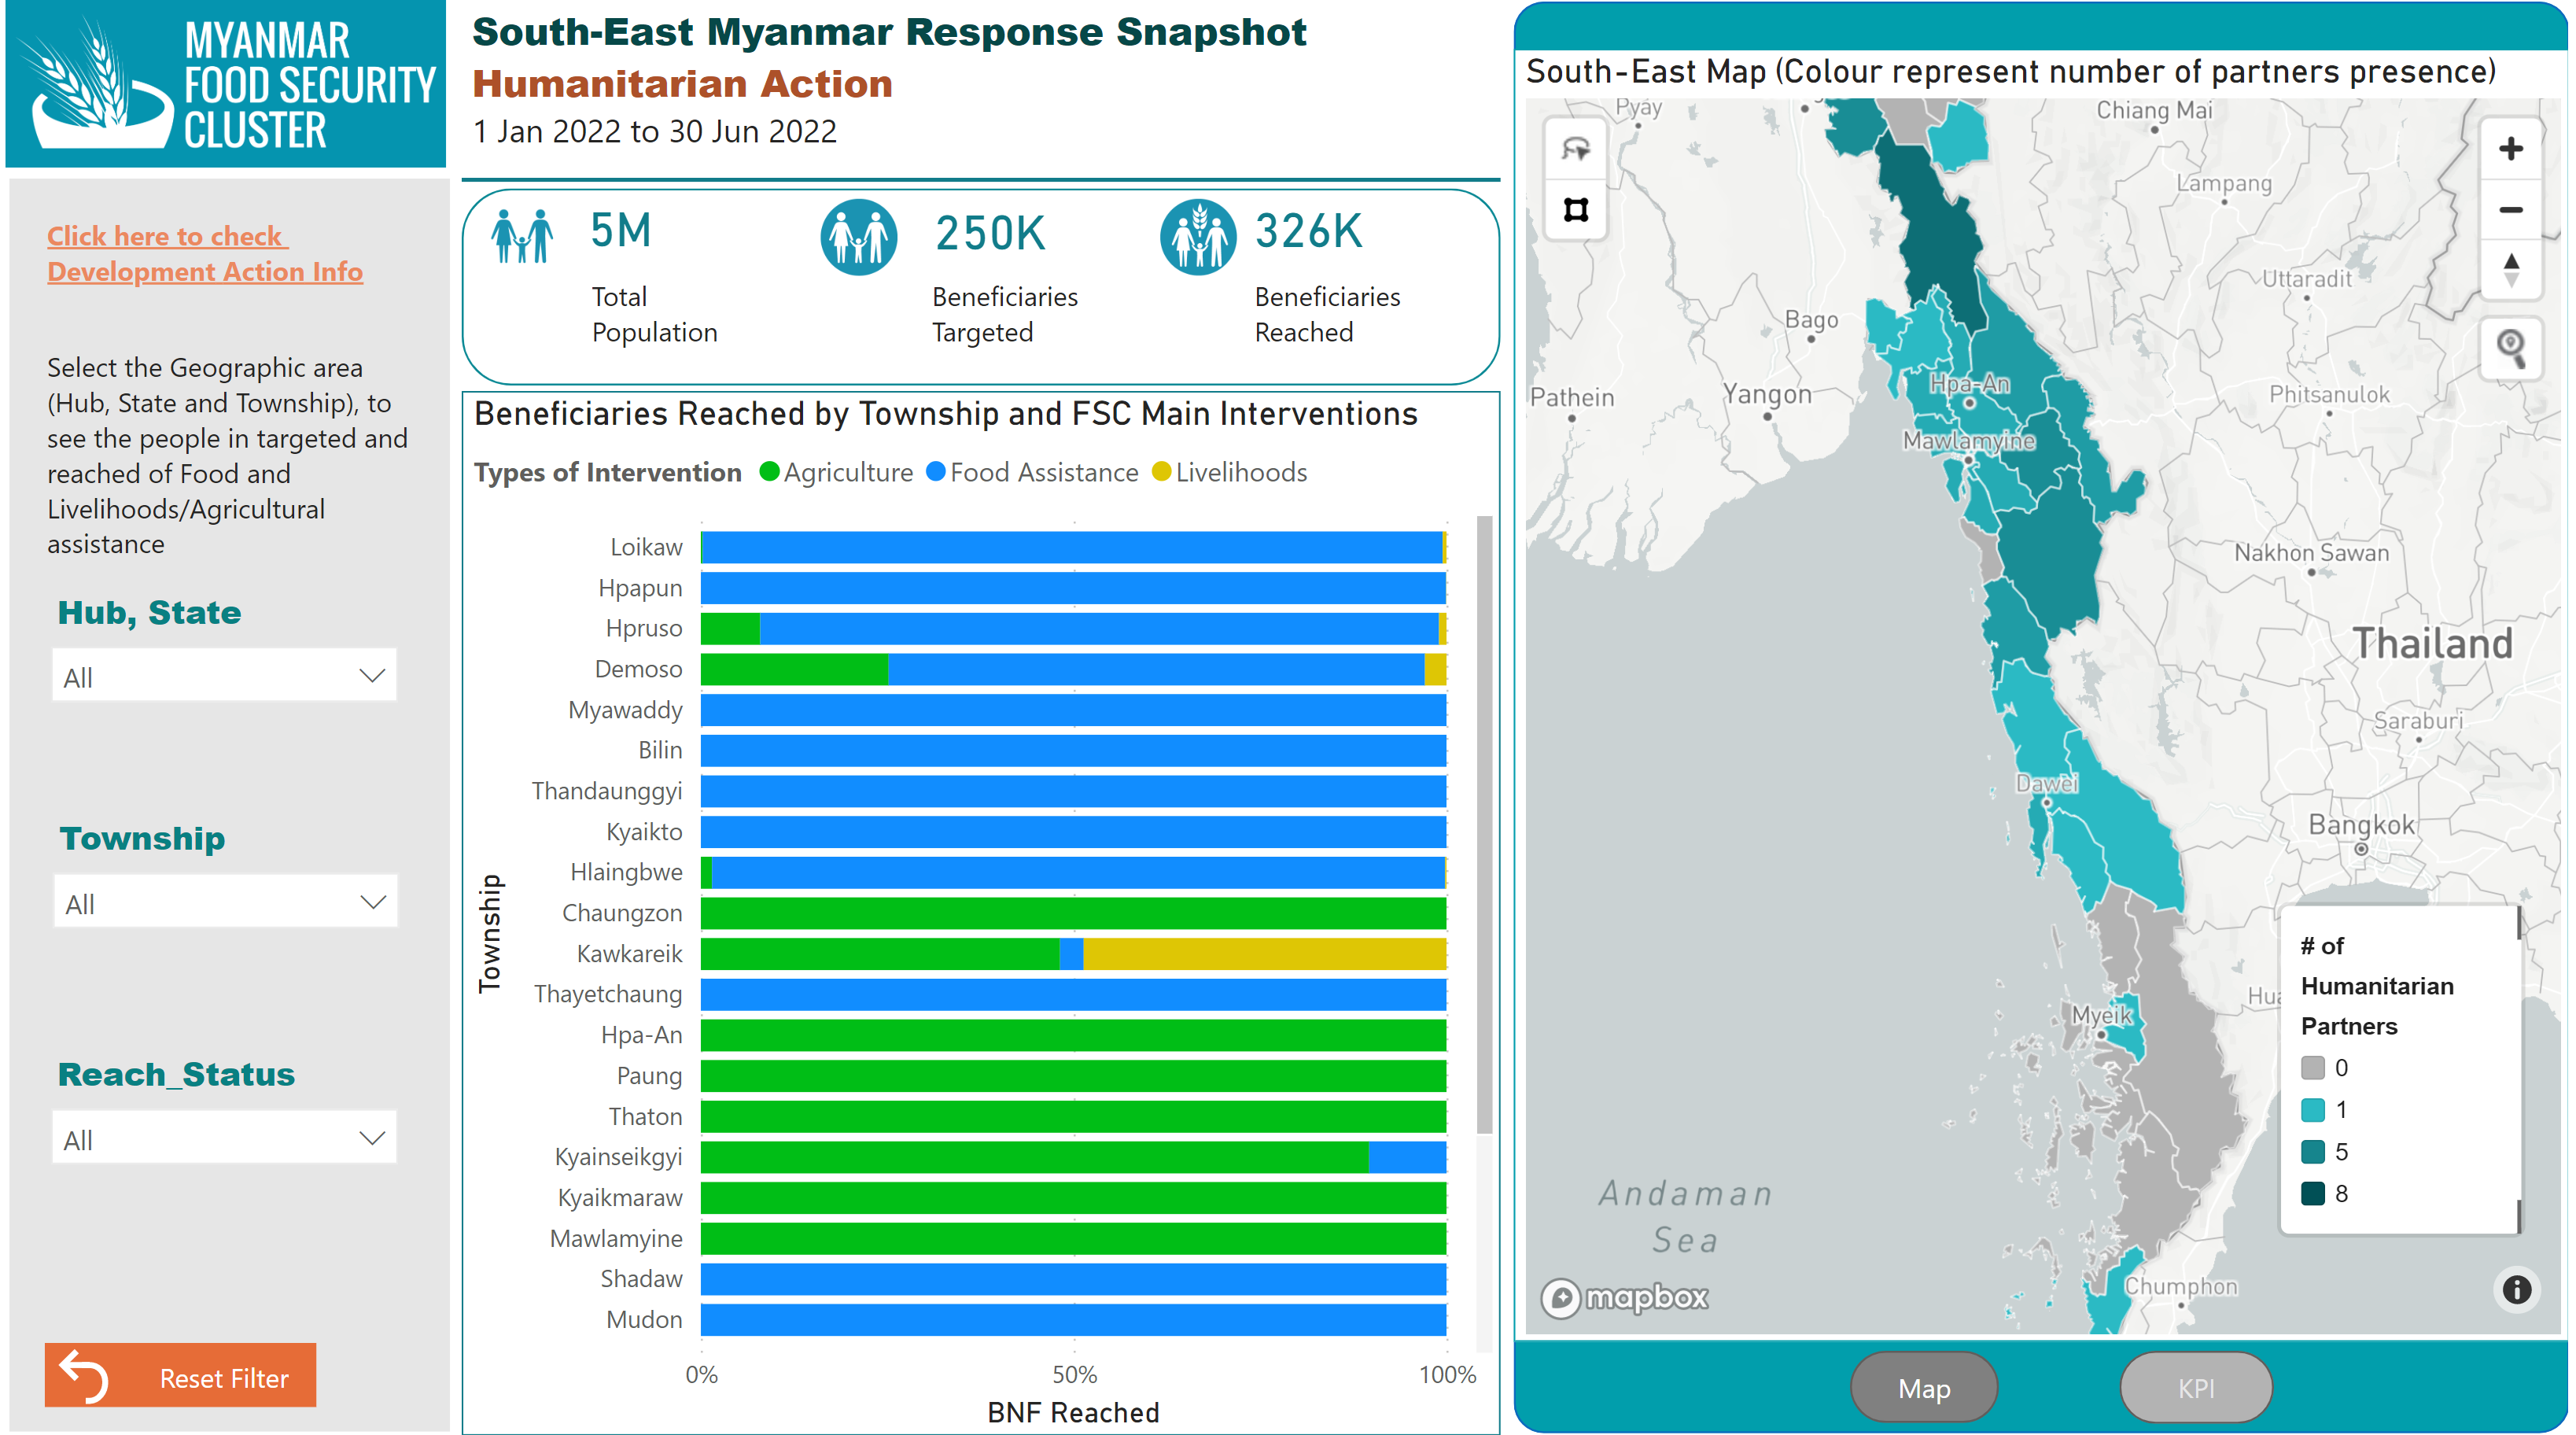 MYANMAR
FOOD SECURITY
CLUSTER
South-East Myanmar Response Snapshot
Humanitarian Action
1 Jan 2022 to 30 Jun 2022
Click here to check
Development Action Info
Select the Geographic area
(Hub, State and Township), to
see the people in targeted and
reached of Food and
Livelihoods/Agricultural
assistance
Hub, State
All
Township
All
Reach_Status
All
Reset Filter
5M
Total
Population
250K
Beneficiaries
Targeted
326K
Beneficiaries
Reached
Beneficiaries Reached by Township and FSC Main Interventions
Types of Intervention Agriculture Food Assistance Livelihoods
Township
Loikaw
Hpapun
Hpruso
Demoso
Myawaddy
Bilin
Thandaunggyi
Kyaikto
Hlaingbwe
Chaungzon
Kawkareik
Thayetchaung
Hpa-An
Paung
Thaton
Kyainseikgyi
Kyaikmaraw
Mawlamyine
Shadaw
Mudon
0% 50% 100%
BNF Reached
South-East Map (Colour represent number of partners presence)
Pyay
Chiang Mai
Lampang
Uttaradit
Bago
Hpa-An
Pathein
Yangon
Phitsanulok
Mawlamyine
Nakhon Sawan
Thailand
Saraburi
Dawei
Bangkok
Myeik
Andaman
Sea
Chumphon
mapbox
# of
Humanitarian
Partners
0
1
5
8
Map
KPI